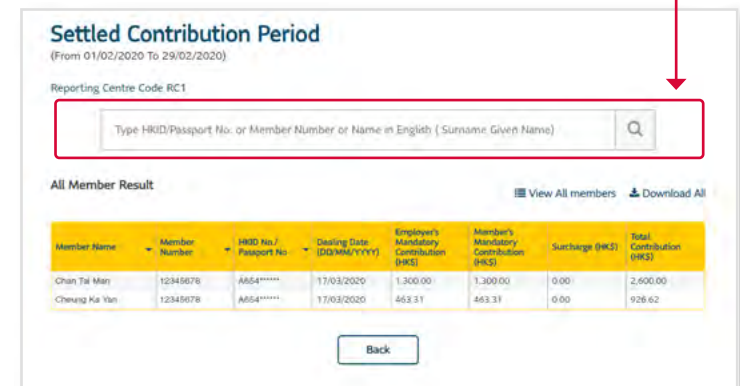 Settled Contribution Period
(From 01/02/2020 To 29/02/2020)
Reporting Centre Code RC1
Type HKID/Passport No. or Member Number or Name in English ( Surname Given Name)
All Member Result
View All members Download All
Member Name Member Number HKID No./ Passport No Dealing Date (DD/MM/YYYY) Employer's Mandatory Contribution (HK$) Member's Mandatory Contribution (HK$) Surcharge (HK$) Total Contribution (HK$)
Chan Tai Man 12345678 A654****** 17/03/2020 1,300.00 1,300.00 0.00 2,600.00
Cheung Ka Yan 12345678 A654****** 17/03/2020 463.31 463.31 0.00 926.62
Back